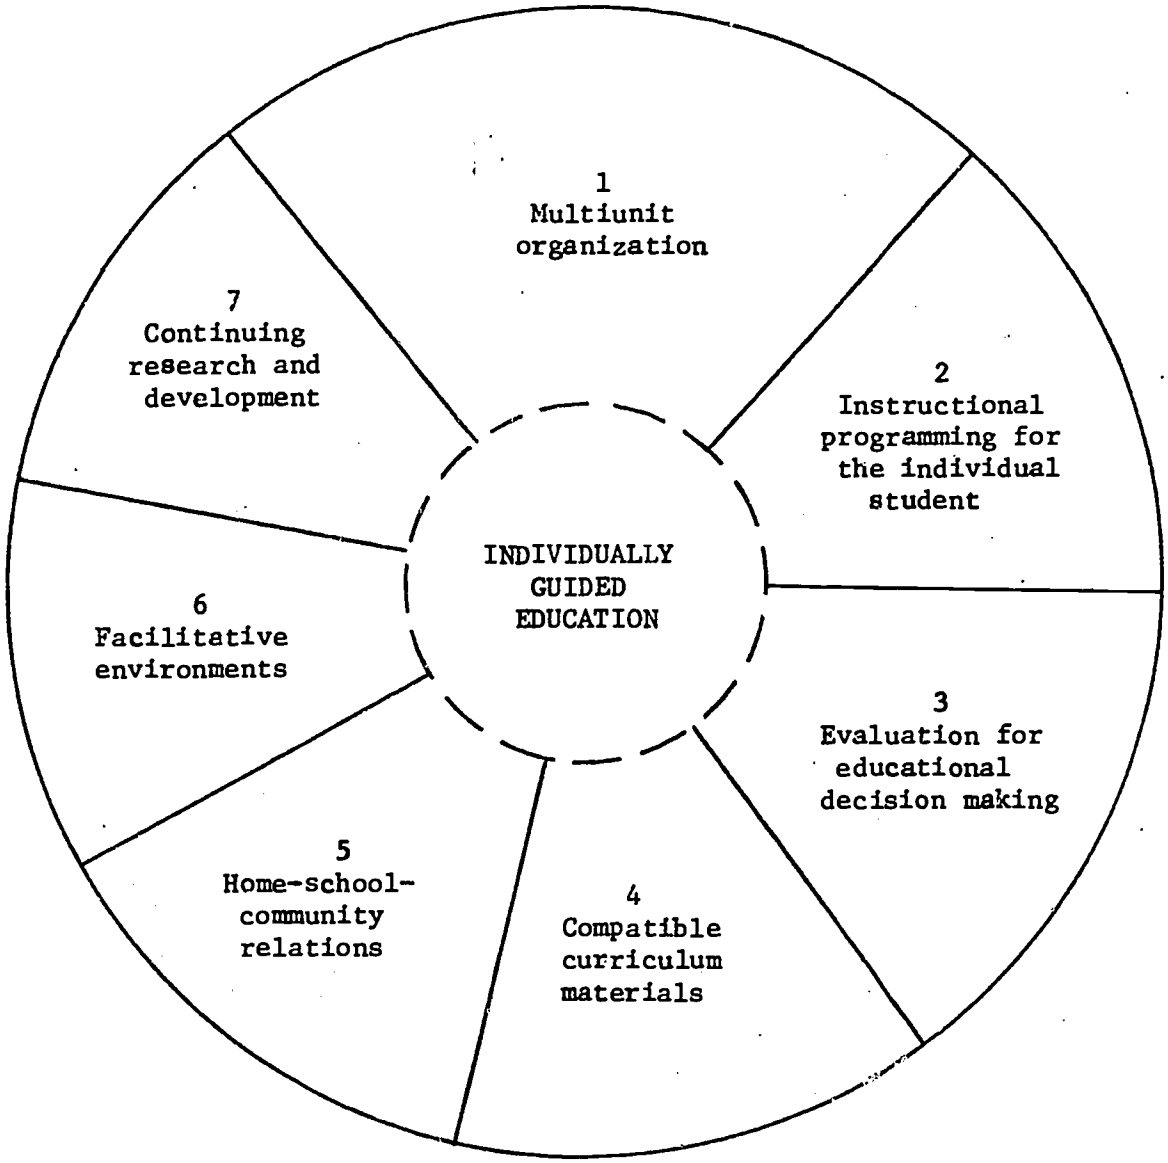 1
Multiunit
organization
2
Instructional
programming for
the individual
student
3
Evaluation for
educational
decision making
4
Compatible
curriculum
materials
5
Home-school-
community
relations
6
Facilitative
environments
7
Continuing
research and
development
INDIVIDUALLY
GUIDED
EDUCATION